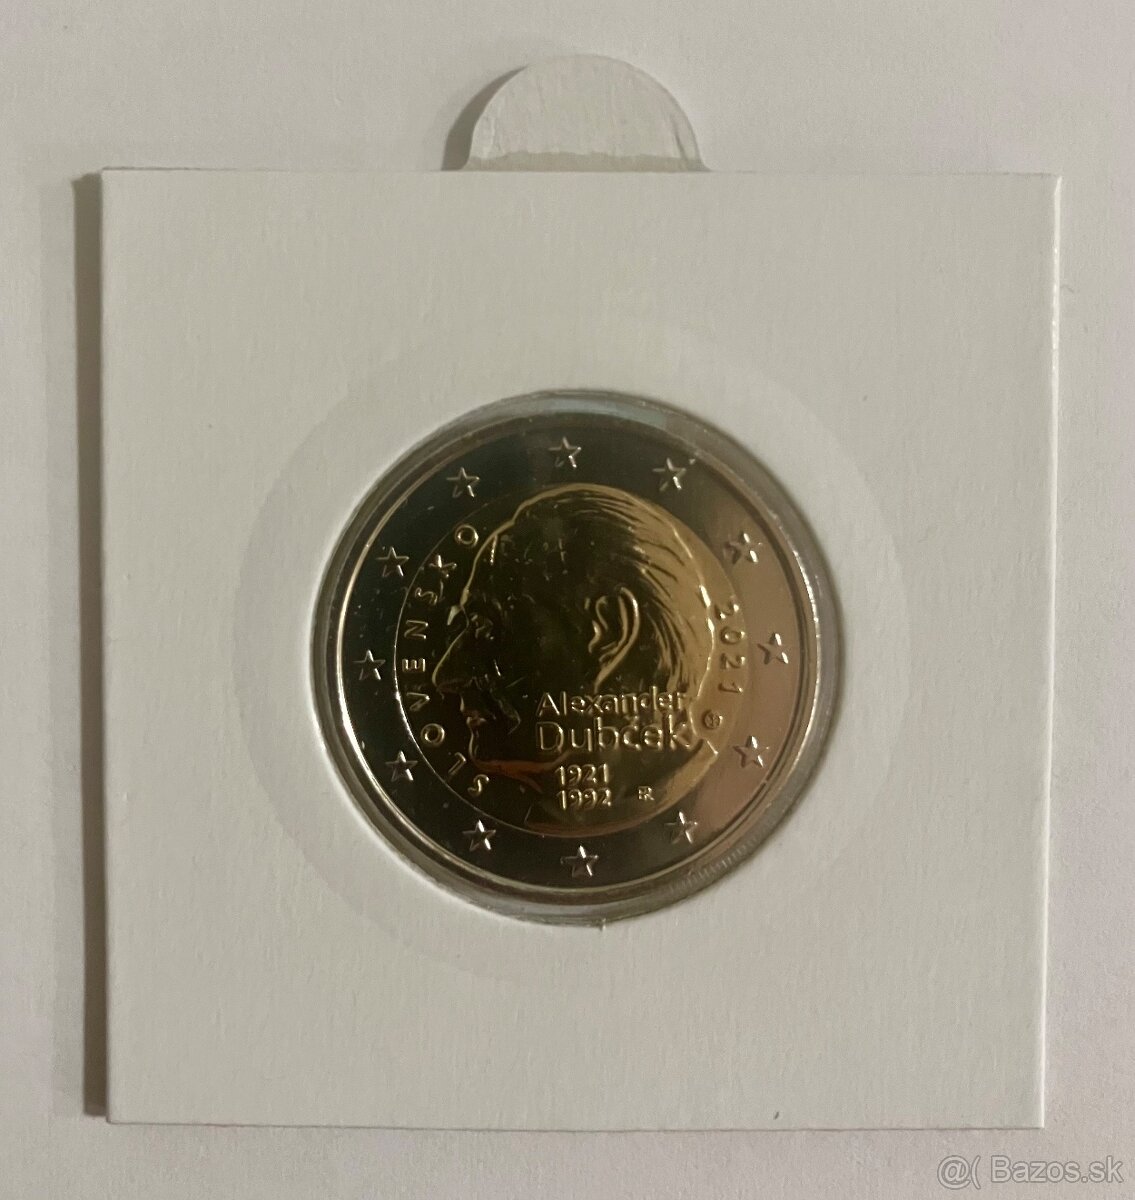 SLOVENSKO
2021
Alexander
Dubček
1921
1992
@( Bazos.sk